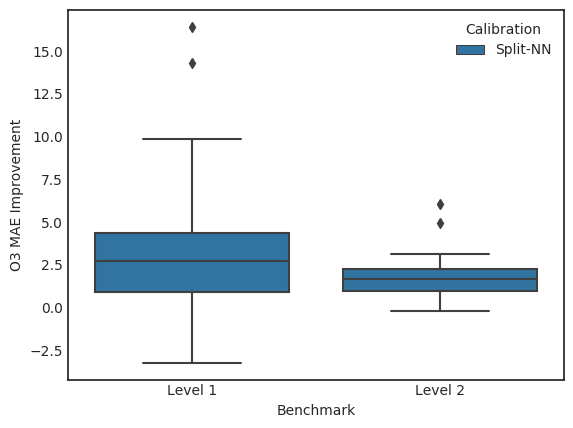 Calibration
Split-NN
O3 MAE Improvement
15.0
12.5
10.0
7.5
5.0
2.5
0.0
−2.5
Level 1
Level 2
Benchmark